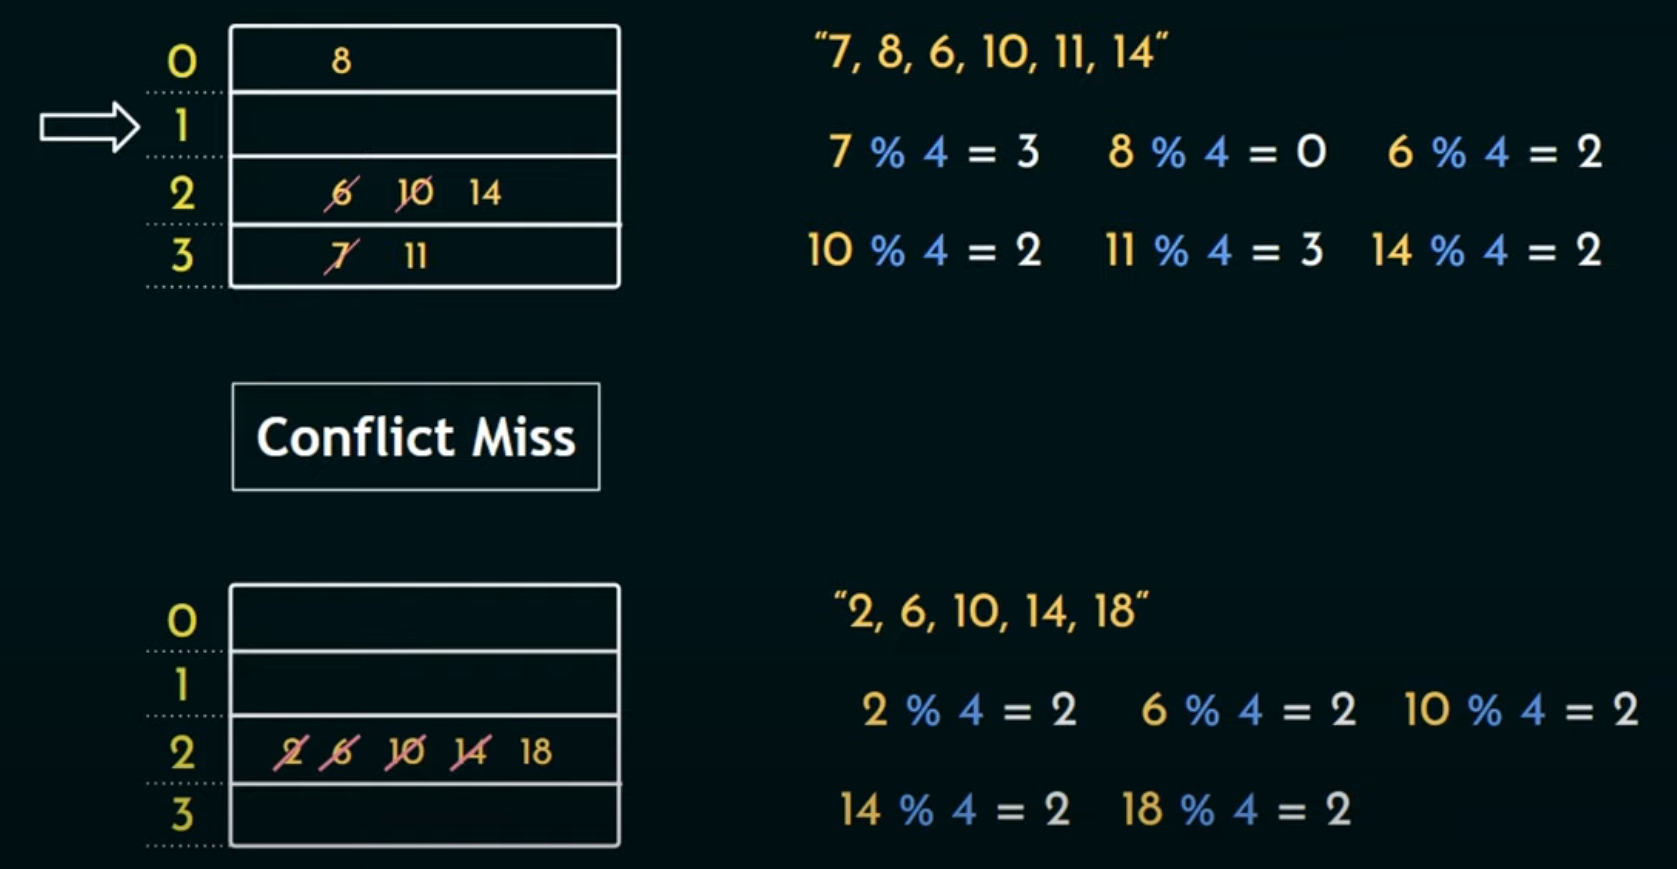 0 8
1
2 6 10 14
3 7 11
“7, 8, 6, 10, 11, 14”
7 % 4 = 3 8 % 4 = 0 6 % 4 = 2
10 % 4 = 2 11 % 4 = 3 14 % 4 = 2
Conflict Miss
0
1
2 2 6 10 14 18
3
“2, 6, 10, 14, 18”
2 % 4 = 2 6 % 4 = 2 10 % 4 = 2
14 % 4 = 2 18 % 4 = 2